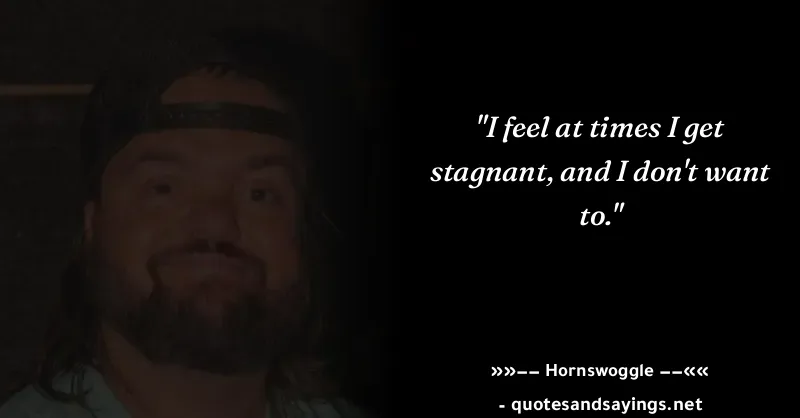 "I feel at times I get
stagnant, and I don't want
to."
»»−− Hornswoggle −−««
- quotesandsayings.net